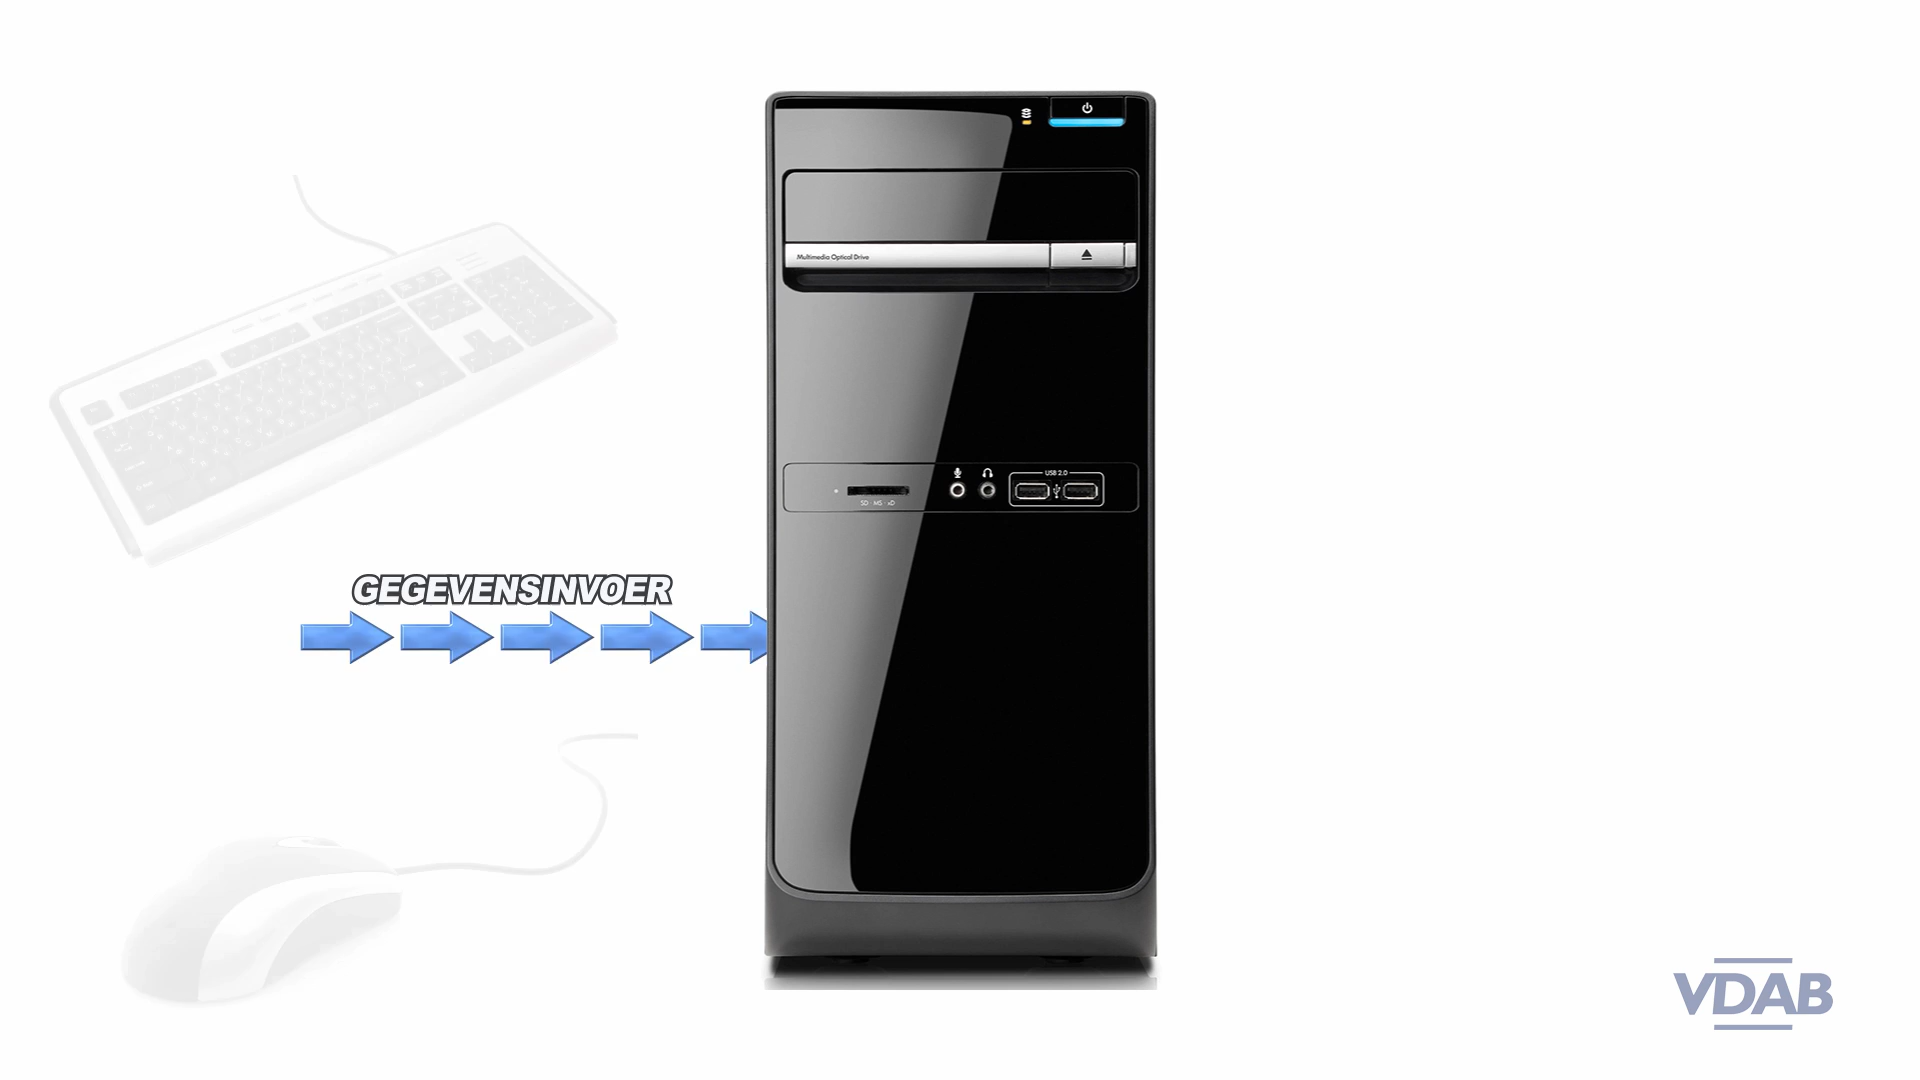 Multimedia Optical Drive
USB 2.0
SD · MS · xD
GEGEVENSINVOER
VDAB